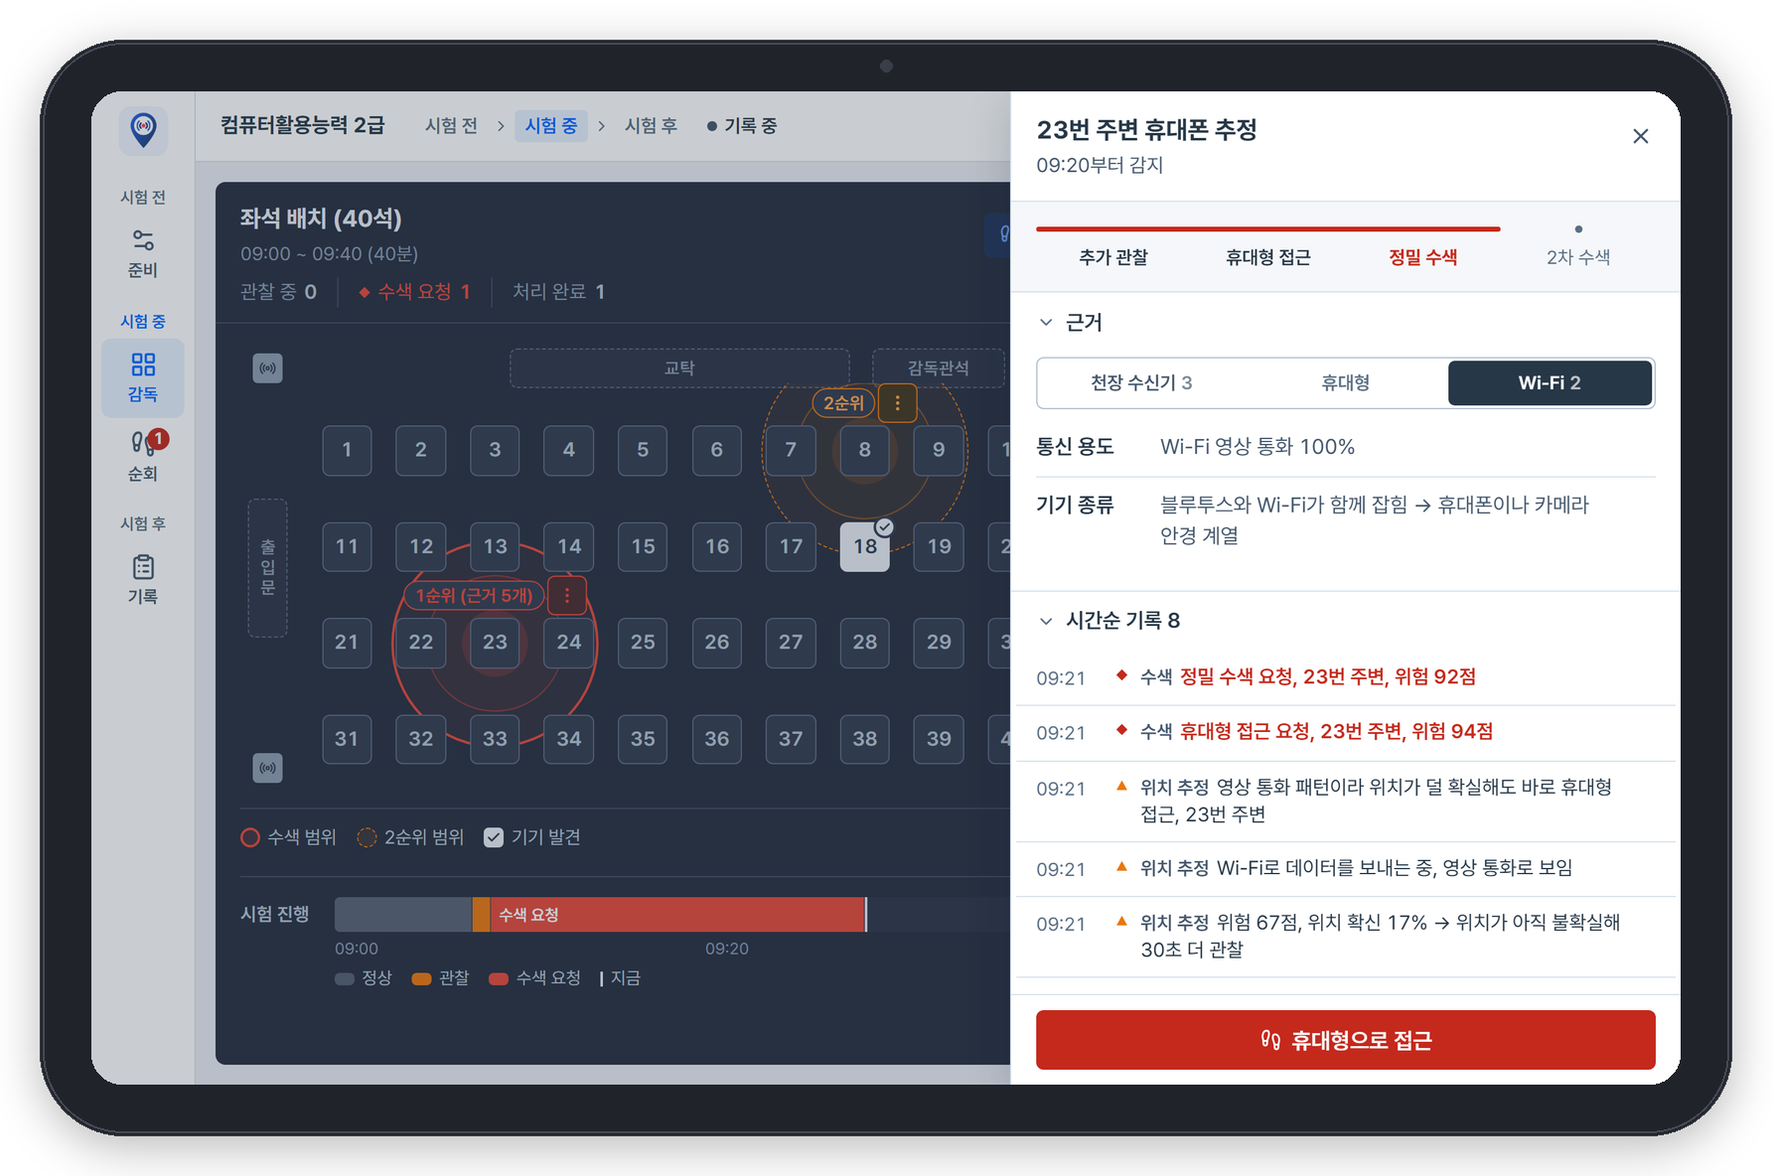 컴퓨터활용능력 2급
시험 전 > 시험 중 > 시험 후
기록 중
시험 전
준비
시험 중
감독
1
순회
시험 후
기록
좌석 배치 (40석)
09:00 ~ 09:40 (40분)
관찰 중 0
수색 요청 1
처리 완료 1
교탁
감독관석
2순위
1 2 3 4 5 6 7 8 9
출입문
11 12 13 14 15 16 17 18 19
1순위 (근거 5개)
21 22 23 24 25 26 27 28 29
31 32 33 34 35 36 37 38 39
수색 범위 2순위 범위 기기 발견
시험 진행
수색 요청
09:00 09:20
정상 관찰 수색 요청 지금
23번 주변 휴대폰 추정
09:20부터 감지
추가 관찰 휴대형 접근 정밀 수색 2차 수색
근거
천장 수신기 3 휴대형 Wi-Fi 2
통신 용도 Wi-Fi 영상 통화 100%
기기 종류 블루투스와 Wi-Fi가 함께 잡힘 → 휴대폰이나 카메라
안경 계열
시간순 기록 8
09:21 수색 정밀 수색 요청, 23번 주변, 위험 92점
09:21 수색 휴대형 접근 요청, 23번 주변, 위험 94점
09:21 위치 추정 영상 통화 패턴이라 위치가 덜 확실해도 바로 휴대형
접근, 23번 주변
09:21 위치 추정 Wi-Fi로 데이터를 보내는 중, 영상 통화로 보임
09:21 위치 추정 위험 67점, 위치 확신 17% → 위치가 아직 불확실해
30초 더 관찰
휴대형으로 접근